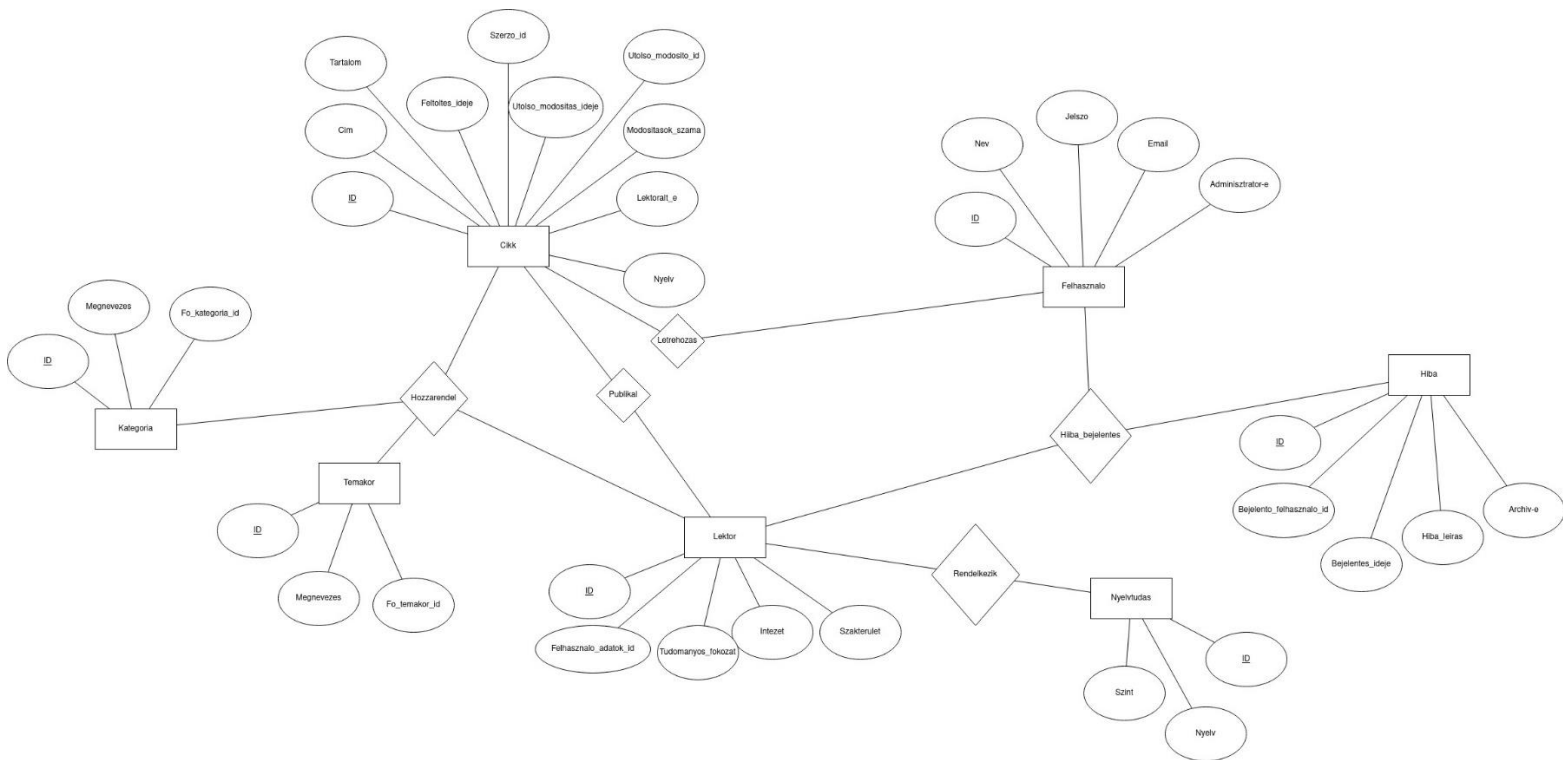 Szerzo_id
Utolso_modosito_id
Tartalom
Feltoltes_ideje
Utolso_modositas_ideje
Cim
Modositasok_szama
ID
Lektoralt_e
Cikk
Nyelv
Jelszo
Nev
Email
Adminisztrator-e
ID
Felhasznalo
Megnevezes
Fo_kategoria_id
ID
Kategoria
Letrehozas
Hozzarendel
Publikal
Hiba
Hiba_bejelentes
ID
Bejelento_felhasznalo_id
Archiv-e
Hiba_leiras
Bejelentes_ideje
Temakor
ID
Megnevezes
Fo_temakor_id
Lektor
ID
Felhasznalo_adatok_id
Tudomanyos_fokozat
Intezet
Szakterulet
Rendelkezik
Nyelvtudas
ID
Szint
Nyelv